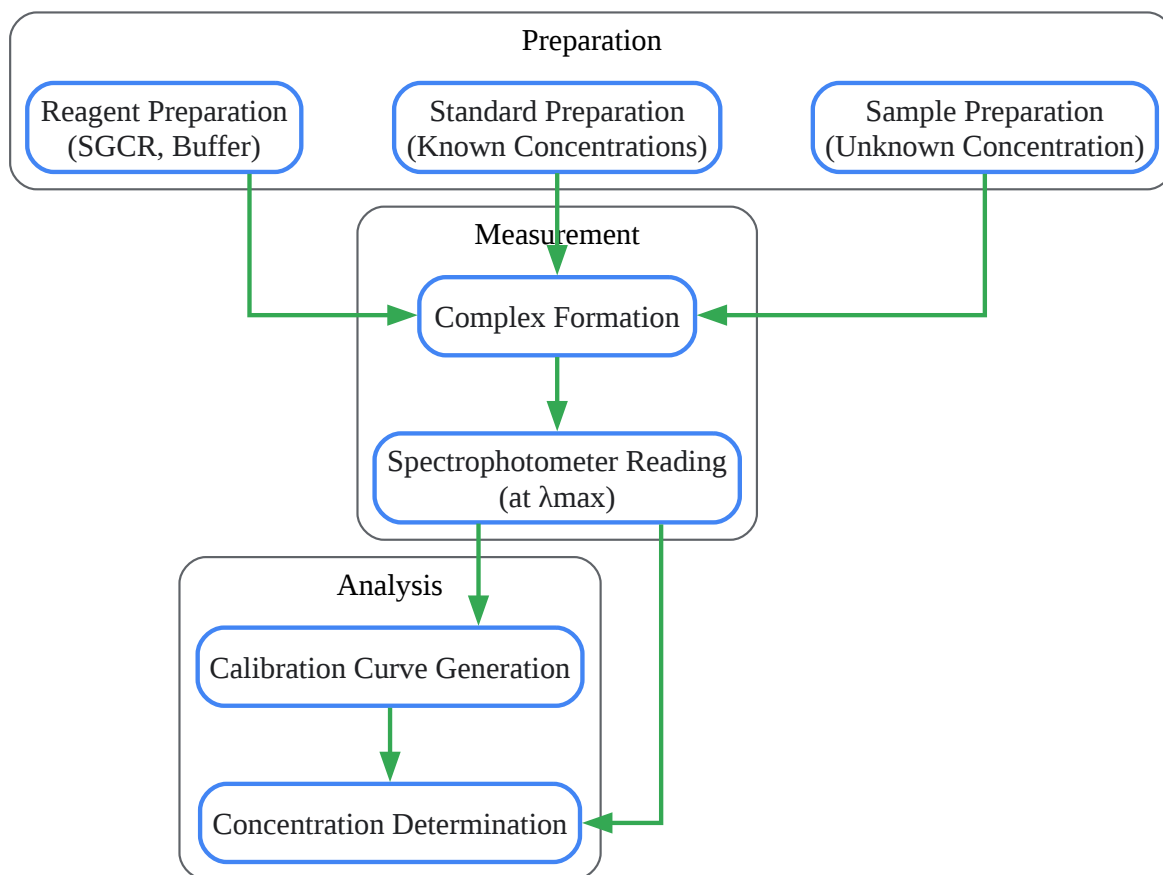 Preparation
Reagent Preparation
(SGCR, Buffer)
Standard Preparation
(Known Concentrations)
Sample Preparation
(Unknown Concentration)
Measurement
Complex Formation
Spectrophotometer Reading
(at λmax)
Analysis
Calibration Curve Generation
Concentration Determination